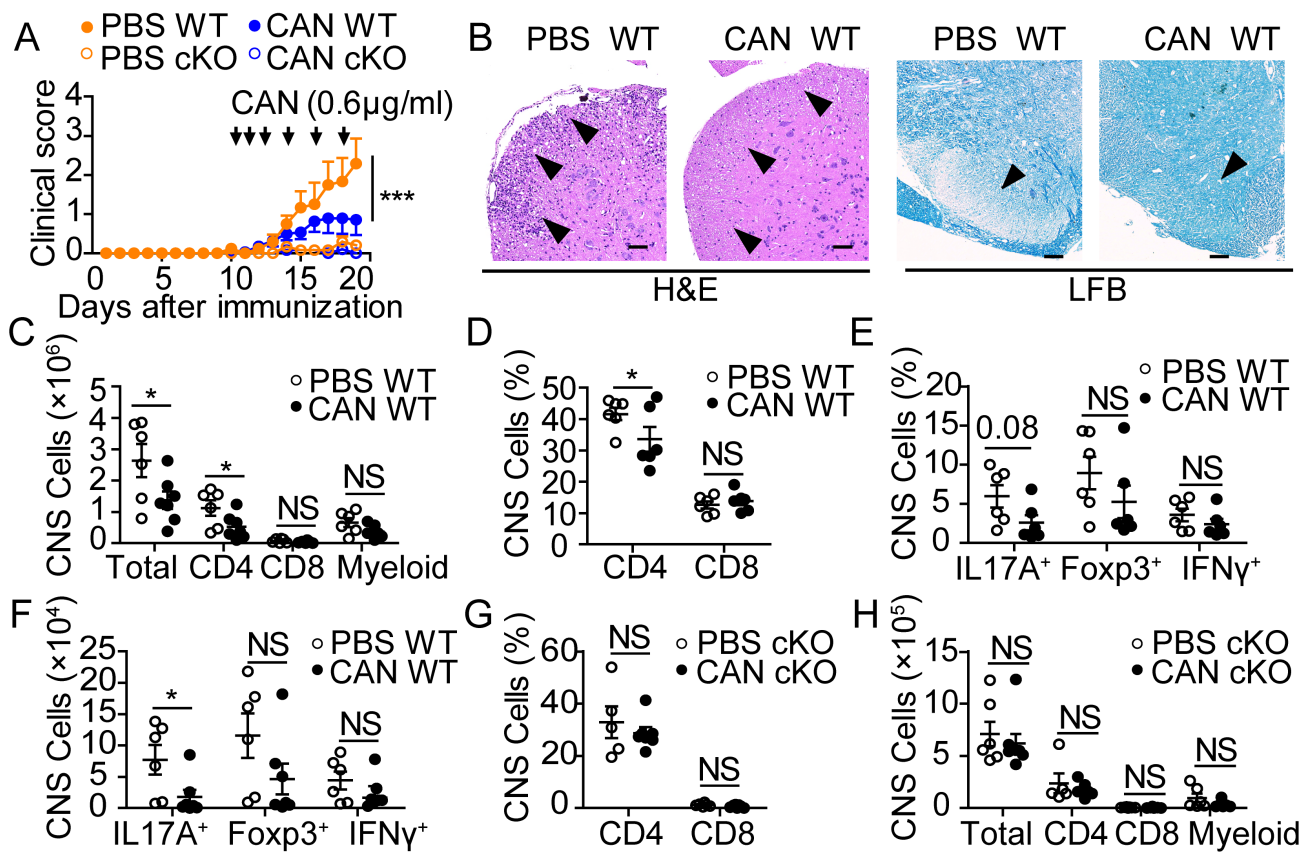 A
PBS WT CAN WT
PBS cKO CAN cKO
Clinical score
4
3
2
1
0
CAN (0.6μg/ml)
***
0 5 10 15 20
Days after immunization
B
PBS WT CAN WT PBS WT CAN WT
H&E LFB
C
CNS Cells (×10⁶)
5
4
3
2
1
0
PBS WT
CAN WT
*
*
NS
NS
Total CD4 CD8 Myeloid
D
CNS Cells (%)
50
40
30
20
10
0
PBS WT
CAN WT
*
NS
CD4 CD8
E
CNS Cells (%)
20
15
10
5
0
PBS WT
CAN WT
0.08
NS
NS
IL17A⁺ Foxp3⁺ IFNγ⁺
F
CNS Cells (×10⁴)
25
20
15
10
5
0
PBS WT
CAN WT
*
NS
NS
IL17A⁺ Foxp3⁺ IFNγ⁺
G
CNS Cells (%)
60
40
20
0
PBS cKO
CAN cKO
NS
NS
CD4 CD8
H
CNS Cells (×10⁵)
15
10
5
0
PBS cKO
CAN cKO
NS
NS
NS
NS
Total CD4 CD8 Myeloid